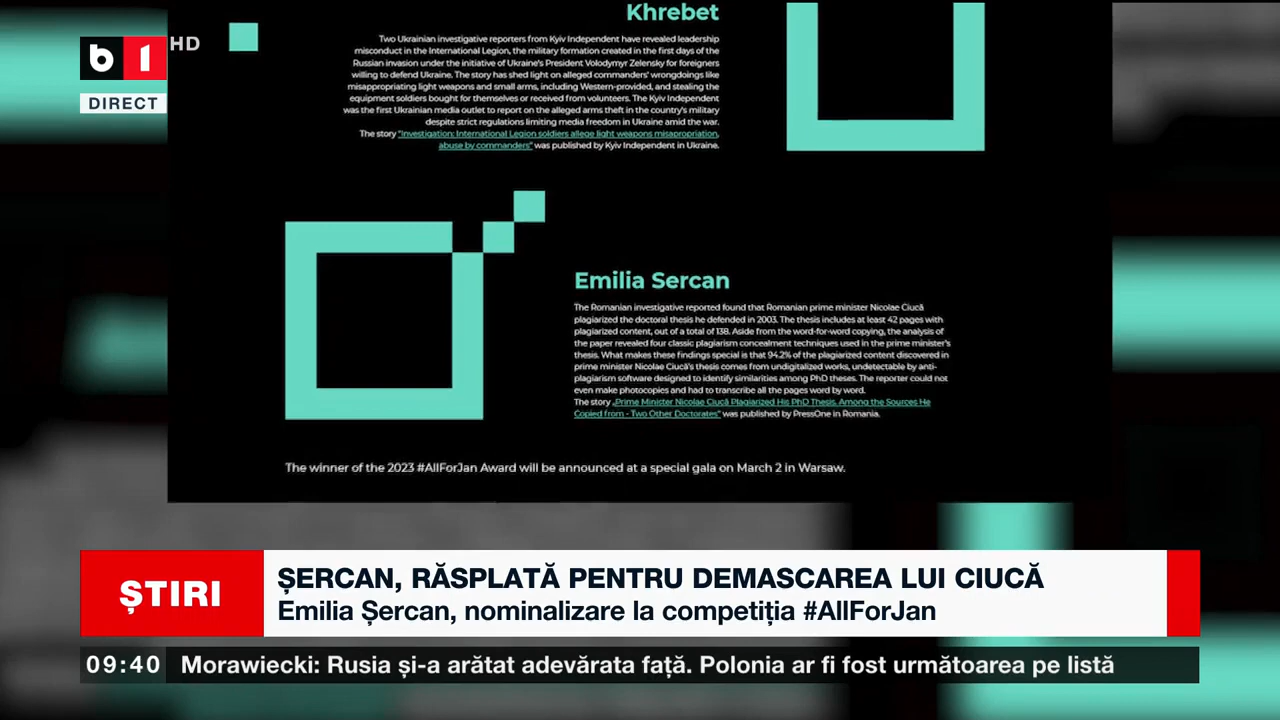 b1 HD
DIRECT
Khrebet
Two Ukrainian investigative reporters from Kyiv Independent have revealed leadership
misconduct in the International Legion, the military formation created in the first days of the
Russian invasion under the initiative of Ukraine's President Volodymyr Zelensky for foreigners
willing to defend Ukraine. The story has shed light on alleged commanders' wrongdoings like
misappropriating light weapons and small arms, including Western-provided, and stealing the
equipment soldiers bought for themselves or received from volunteers. The Kyiv Independent
was the first Ukrainian media outlet to report on the alleged arms theft in the country's military
despite strict regulations limiting media freedom in Ukraine amid the war.
The story "Investigation: International Legion soldiers allege light weapons misapropriation,
abuse by commanders" was published by Kyiv Independent in Ukraine.
Emilia Sercan
The Romanian investigative reported found that Romanian prime minister Nicolae Ciucă
plagiarized the doctoral thesis he defended in 2003. The thesis includes at least 42 pages with
plagiarized content, out of a total of 138. Aside from the word-for-word copying, the analysis of
the paper revealed four classic plagiarism concealment techniques used in the prime minister's
thesis. What makes these findings special is that 94.2% of the plagiarized content discovered in
prime minister Nicolae Ciucă's thesis comes from undigitalized works, undetectable by anti-
plagiarism software designed to identify similarities among PhD theses. The reporter could not
even make photocopies and had to transcribe all the pages word by word.
The story „Prime Minister Nicolae Ciucă Plagiarized His PhD Thesis. Among the Sources He
Copied from - Two Other Doctorates" was published by PressOne in Romania.
The winner of the 2023 #AllForJan Award will be announced at a special gala on March 2 in Warsaw.
ȘTIRI
ȘERCAN, RĂSPLATĂ PENTRU DEMASCAREA LUI CIUCĂ
Emilia Șercan, nominalizare la competiția #AllForJan
09:40 Morawiecki: Rusia și-a arătat adevărata față. Polonia ar fi fost următoarea pe listă